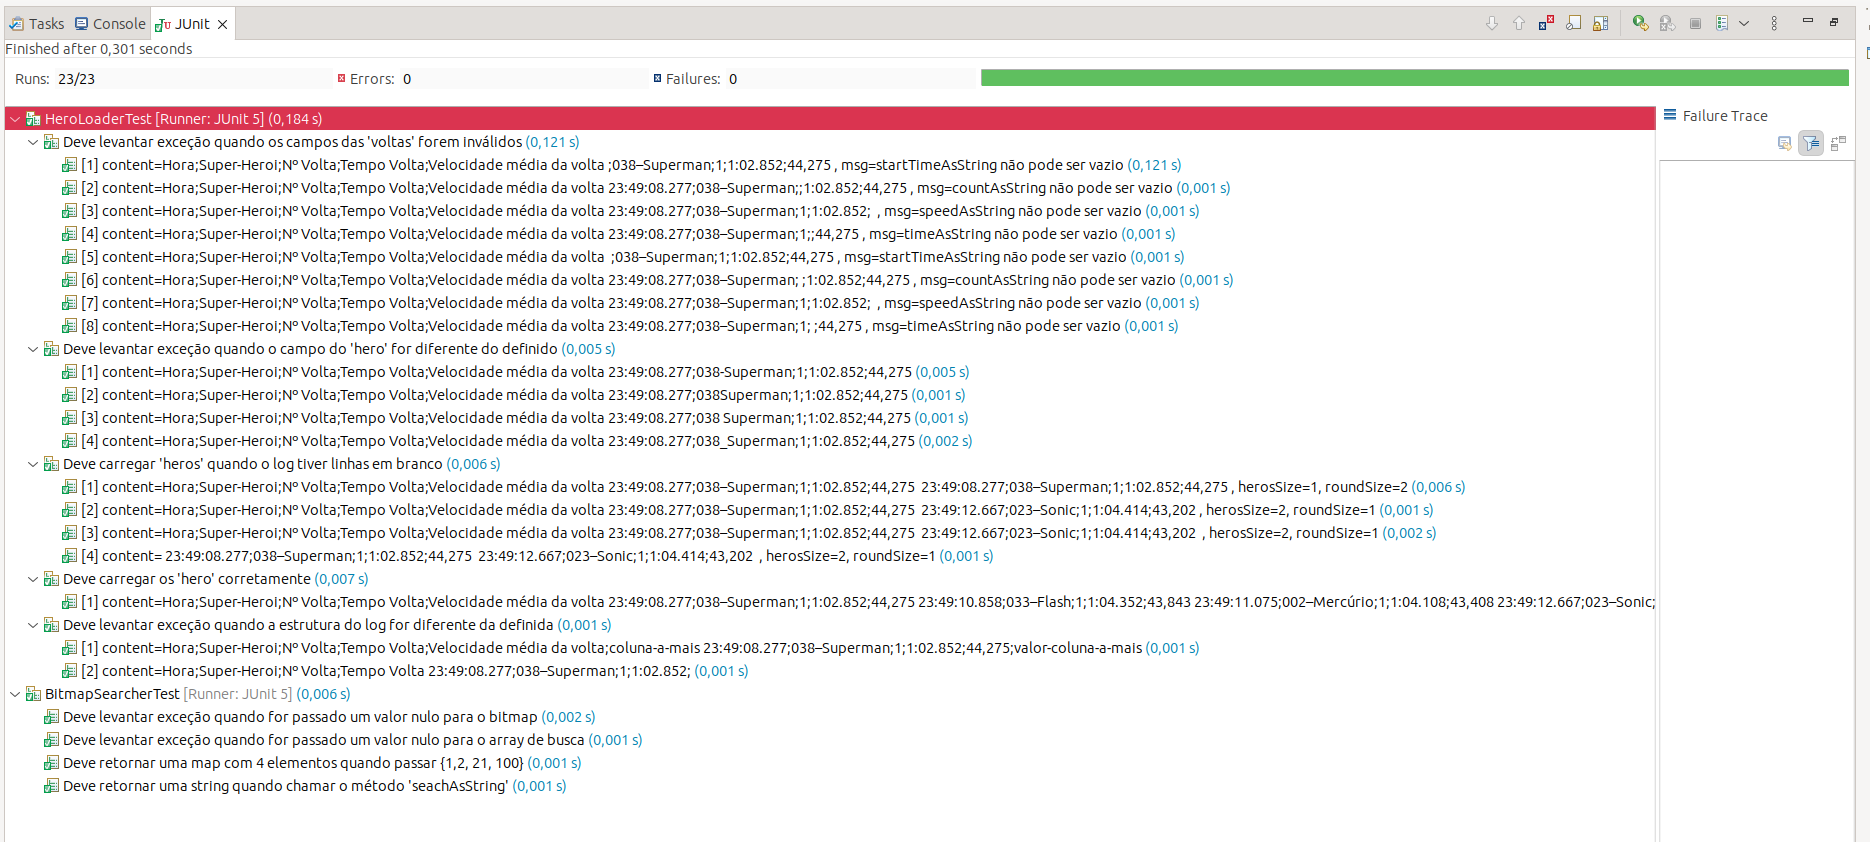 Tasks Console JUnit
Finished after 0,301 seconds
Runs: 23/23 Errors: 0 Failures: 0
HeroLoaderTest [Runner: JUnit 5] (0,184 s)
Failure Trace
Deve levantar exceção quando os campos das 'voltas' forem inválidos (0,121 s)
[1] content=Hora;Super-Heroi;Nº Volta;Tempo Volta;Velocidade média da volta ;038–Superman;1;1:02.852;44,275 , msg=startTimeAsString não pode ser vazio (0,121 s)
[2] content=Hora;Super-Heroi;Nº Volta;Tempo Volta;Velocidade média da volta 23:49:08.277;038–Superman;;1:02.852;44,275 , msg=countAsString não pode ser vazio (0,001 s)
[3] content=Hora;Super-Heroi;Nº Volta;Tempo Volta;Velocidade média da volta 23:49:08.277;038–Superman;1;1:02.852;  , msg=speedAsString não pode ser vazio (0,001 s)
[4] content=Hora;Super-Heroi;Nº Volta;Tempo Volta;Velocidade média da volta 23:49:08.277;038–Superman;1;;44,275 , msg=timeAsString não pode ser vazio (0,001 s)
[5] content=Hora;Super-Heroi;Nº Volta;Tempo Volta;Velocidade média da volta  ;038–Superman;1;1:02.852;44,275 , msg=startTimeAsString não pode ser vazio (0,001 s)
[6] content=Hora;Super-Heroi;Nº Volta;Tempo Volta;Velocidade média da volta 23:49:08.277;038–Superman; ;1:02.852;44,275 , msg=countAsString não pode ser vazio (0,001 s)
[7] content=Hora;Super-Heroi;Nº Volta;Tempo Volta;Velocidade média da volta 23:49:08.277;038–Superman;1;1:02.852;  , msg=speedAsString não pode ser vazio (0,001 s)
[8] content=Hora;Super-Heroi;Nº Volta;Tempo Volta;Velocidade média da volta 23:49:08.277;038–Superman;1; ;44,275 , msg=timeAsString não pode ser vazio (0,001 s)
Deve levantar exceção quando o campo do 'hero' for diferente do definido (0,005 s)
[1] content=Hora;Super-Heroi;Nº Volta;Tempo Volta;Velocidade média da volta 23:49:08.277;038-Superman;1;1:02.852;44,275 (0,005 s)
[2] content=Hora;Super-Heroi;Nº Volta;Tempo Volta;Velocidade média da volta 23:49:08.277;038Superman;1;1:02.852;44,275 (0,001 s)
[3] content=Hora;Super-Heroi;Nº Volta;Tempo Volta;Velocidade média da volta 23:49:08.277;038 Superman;1;1:02.852;44,275 (0,001 s)
[4] content=Hora;Super-Heroi;Nº Volta;Tempo Volta;Velocidade média da volta 23:49:08.277;038_Superman;1;1:02.852;44,275 (0,002 s)
Deve carregar 'heros' quando o log tiver linhas em branco (0,006 s)
[1] content=Hora;Super-Heroi;Nº Volta;Tempo Volta;Velocidade média da volta 23:49:08.277;038–Superman;1;1:02.852;44,275  23:49:08.277;038–Superman;1;1:02.852;44,275 , herosSize=1, roundSize=2 (0,006 s)
[2] content=Hora;Super-Heroi;Nº Volta;Tempo Volta;Velocidade média da volta 23:49:08.277;038–Superman;1;1:02.852;44,275  23:49:12.667;023–Sonic;1;1:04.414;43,202 , herosSize=2, roundSize=1 (0,001 s)
[3] content=Hora;Super-Heroi;Nº Volta;Tempo Volta;Velocidade média da volta 23:49:08.277;038–Superman;1;1:02.852;44,275  23:49:12.667;023–Sonic;1;1:04.414;43,202  , herosSize=2, roundSize=1 (0,002 s)
[4] content= 23:49:08.277;038–Superman;1;1:02.852;44,275  23:49:12.667;023–Sonic;1;1:04.414;43,202  , herosSize=2, roundSize=1 (0,001 s)
Deve carregar os 'hero' corretamente (0,007 s)
[1] content=Hora;Super-Heroi;Nº Volta;Tempo Volta;Velocidade média da volta 23:49:08.277;038–Superman;1;1:02.852;44,275 23:49:10.858;033–Flash;1;1:04.352;43,843 23:49:11.075;002–Mercúrio;1;1:04.108;43,408 23:49:12.667;023–Sonic;
Deve levantar exceção quando a estrutura do log for diferente da definida (0,001 s)
[1] content=Hora;Super-Heroi;Nº Volta;Tempo Volta;Velocidade média da volta;coluna-a-mais 23:49:08.277;038–Superman;1;1:02.852;44,275;valor-coluna-a-mais (0,001 s)
[2] content=Hora;Super-Heroi;Nº Volta;Tempo Volta 23:49:08.277;038–Superman;1;1:02.852; (0,001 s)
BitmapSearcherTest [Runner: JUnit 5] (0,006 s)
Deve levantar exceção quando for passado um valor nulo para o bitmap (0,002 s)
Deve levantar exceção quando for passado um valor nulo para o array de busca (0,001 s)
Deve retornar uma map com 4 elementos quando passar {1,2, 21, 100} (0,001 s)
Deve retornar uma string quando chamar o método 'seachAsString' (0,001 s)